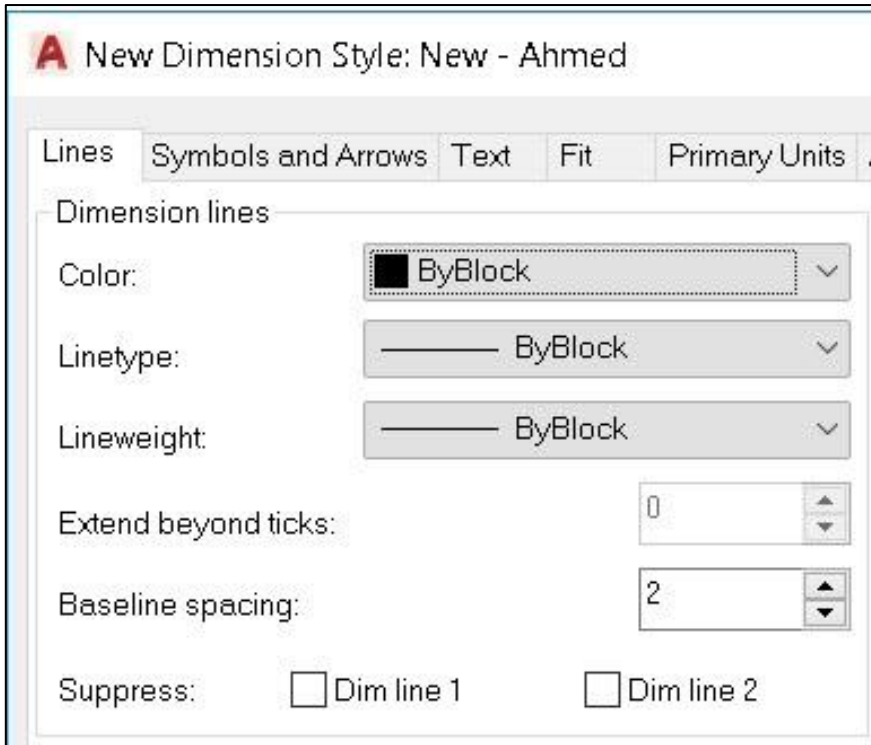 New Dimension Style: New - Ahmed
Lines Symbols and Arrows Text Fit Primary Units
Dimension lines
Color: ByBlock
Linetype: ByBlock
Lineweight: ByBlock
Extend beyond ticks: 0
Baseline spacing: 2
Suppress: Dim line 1 Dim line 2